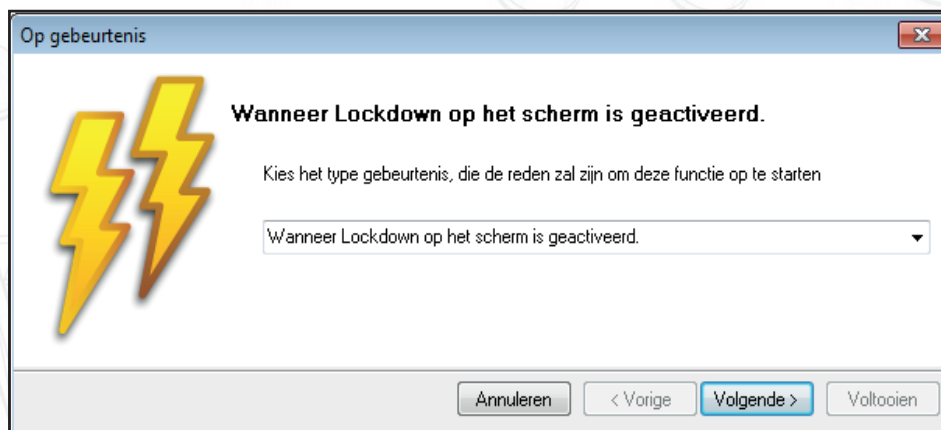 Op gebeurtenis
Wanneer Lockdown op het scherm is geactiveerd.
Kies het type gebeurtenis, die de reden zal zijn om deze functie op te starten
Wanneer Lockdown op het scherm is geactiveerd.
Annuleren < Vorige Volgende > Voltooien